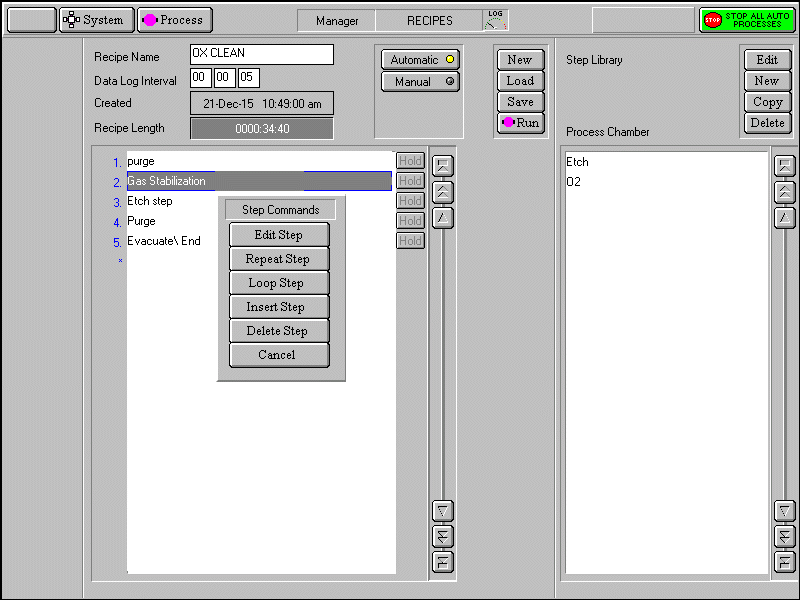 System Process Manager RECIPES LOG STOP STOP ALL AUTO PROCESSES
Recipe Name OX CLEAN
Data Log Interval 00 00 05
Created 21-Dec-15 10:49:00 am
Recipe Length 0000:34:40
Automatic
Manual
New
Load
Save
Run
Step Library
Process Chamber
Edit
New
Copy
Delete
1. purge Hold
2. Gas Stabilization Hold
3. Etch step Hold
4. Purge Hold
5. Evacuate\ End Hold
*
Step Commands
Edit Step
Repeat Step
Loop Step
Insert Step
Delete Step
Cancel
Etch
O2